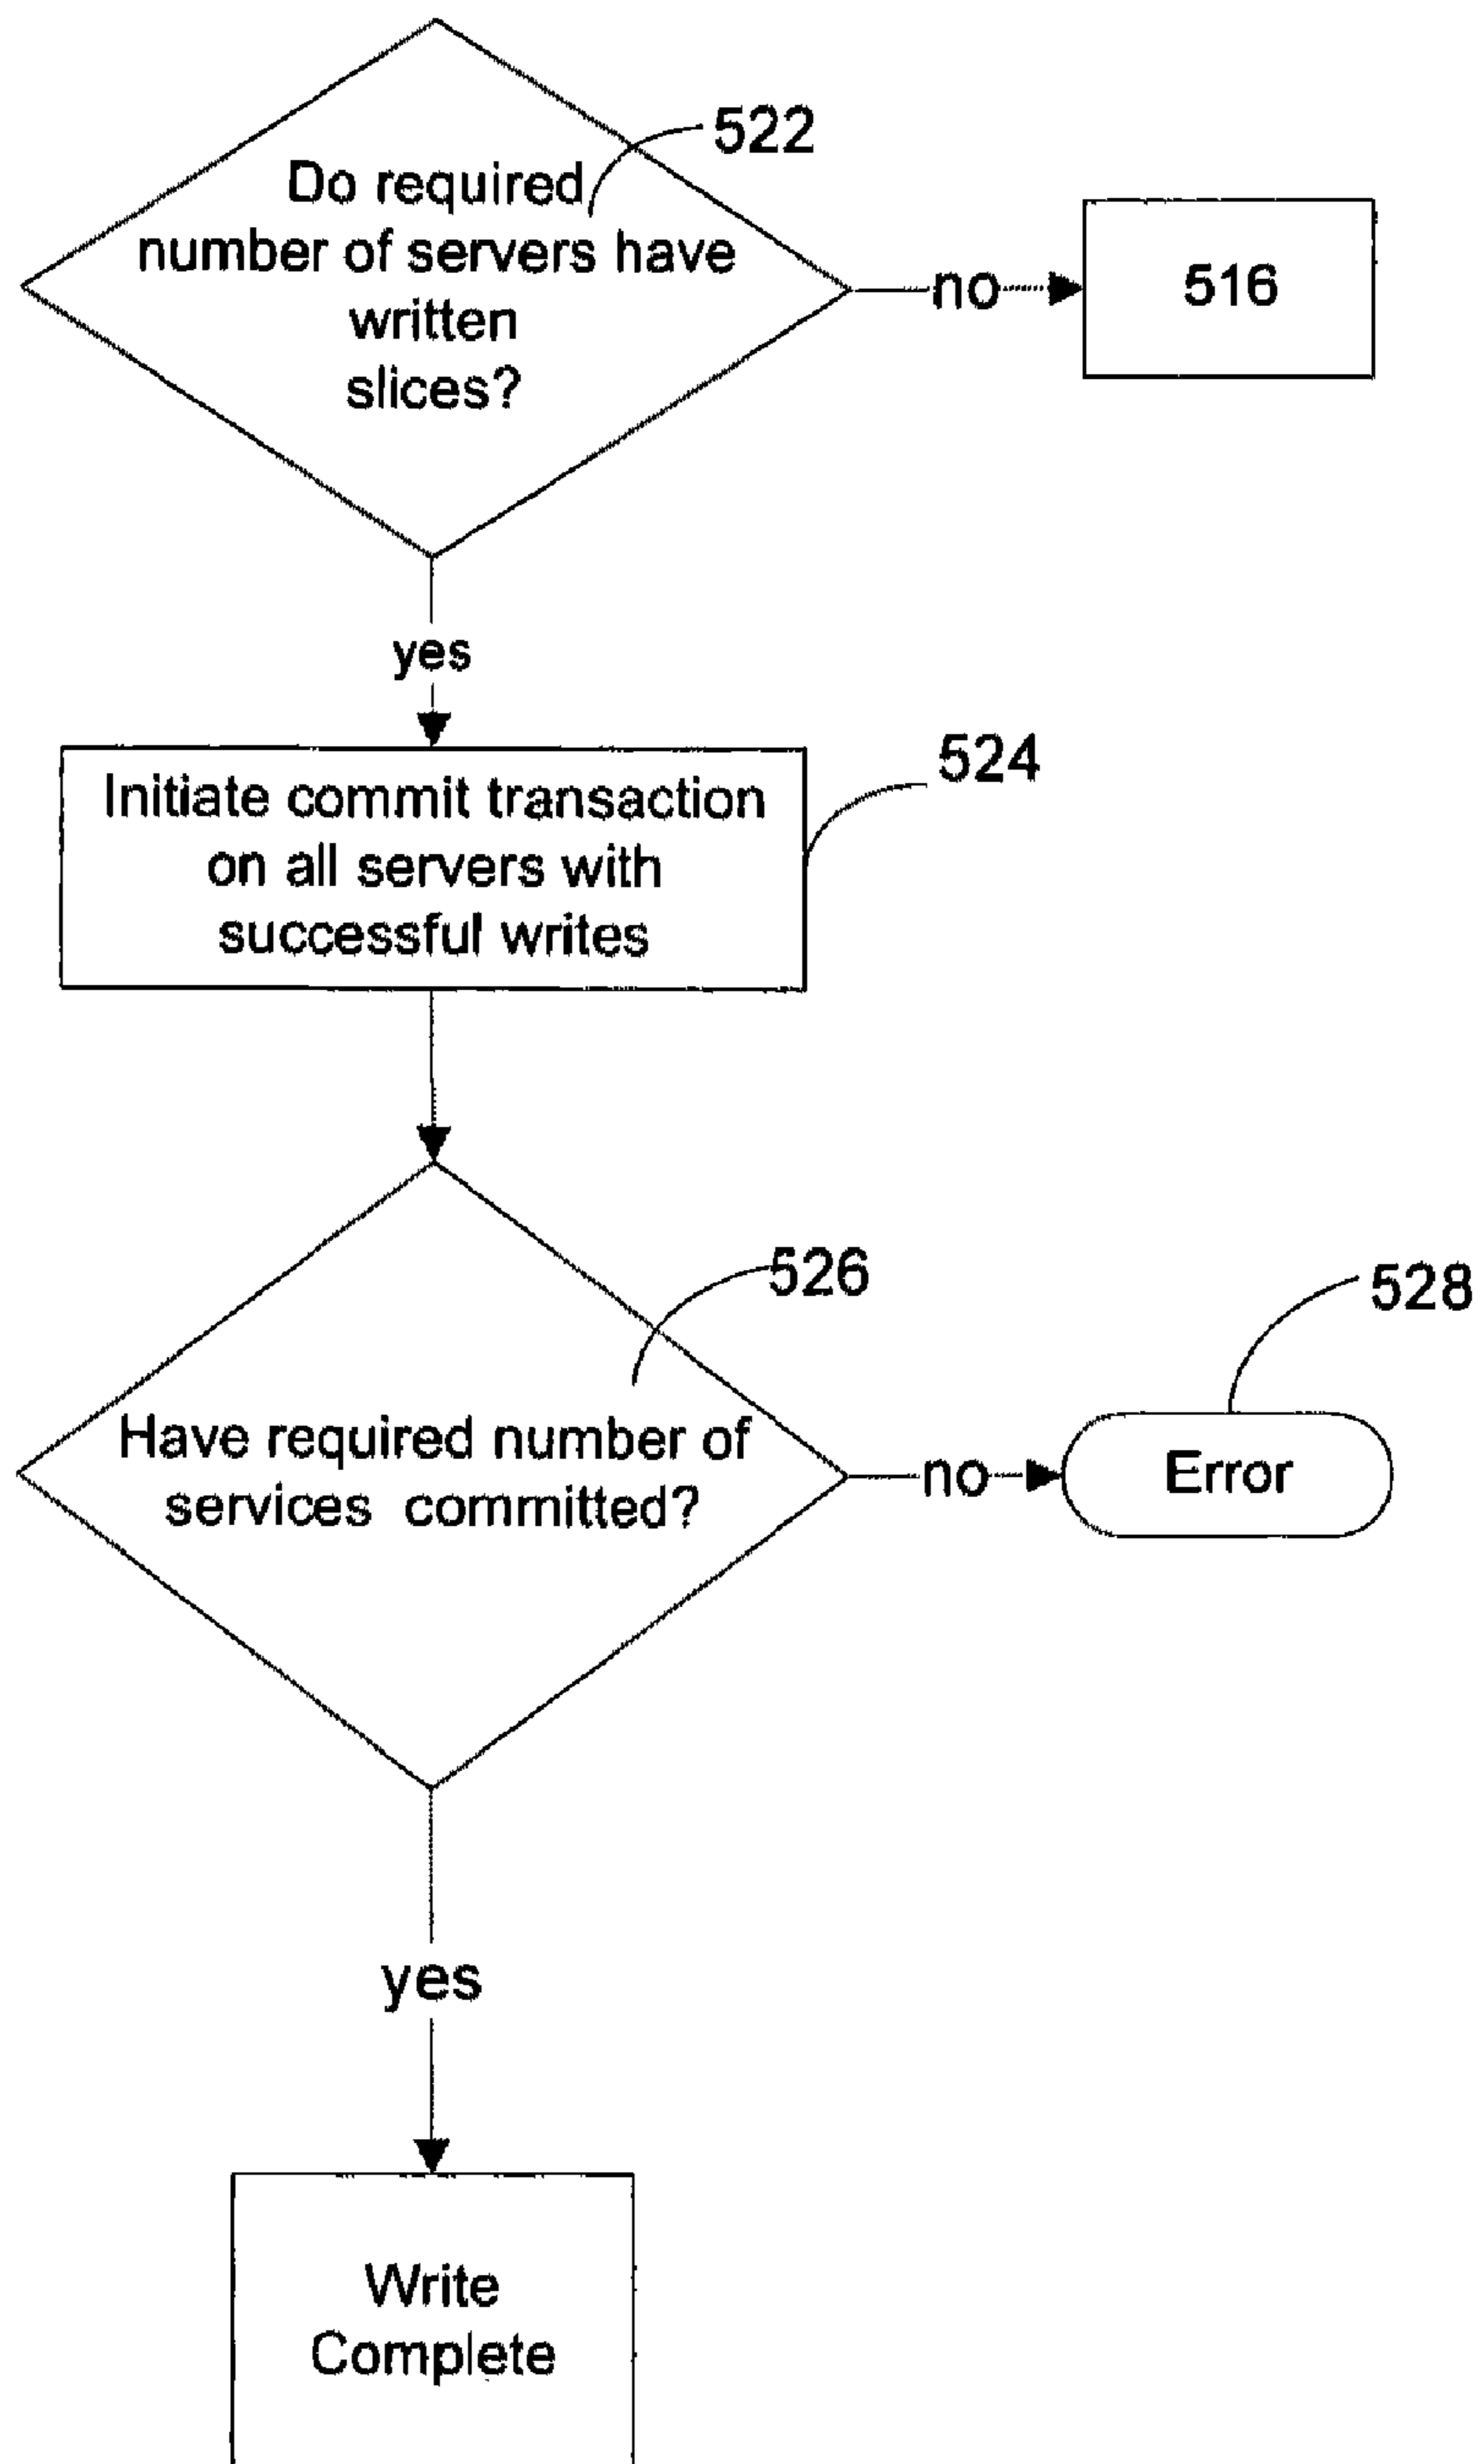 522
Do required
number of servers have
written
slices?
no
516
yes
524
Initiate commit transaction
on all servers with
successful writes
526
528
Have required number of
services committed?
no
Error
yes
Write
Complete